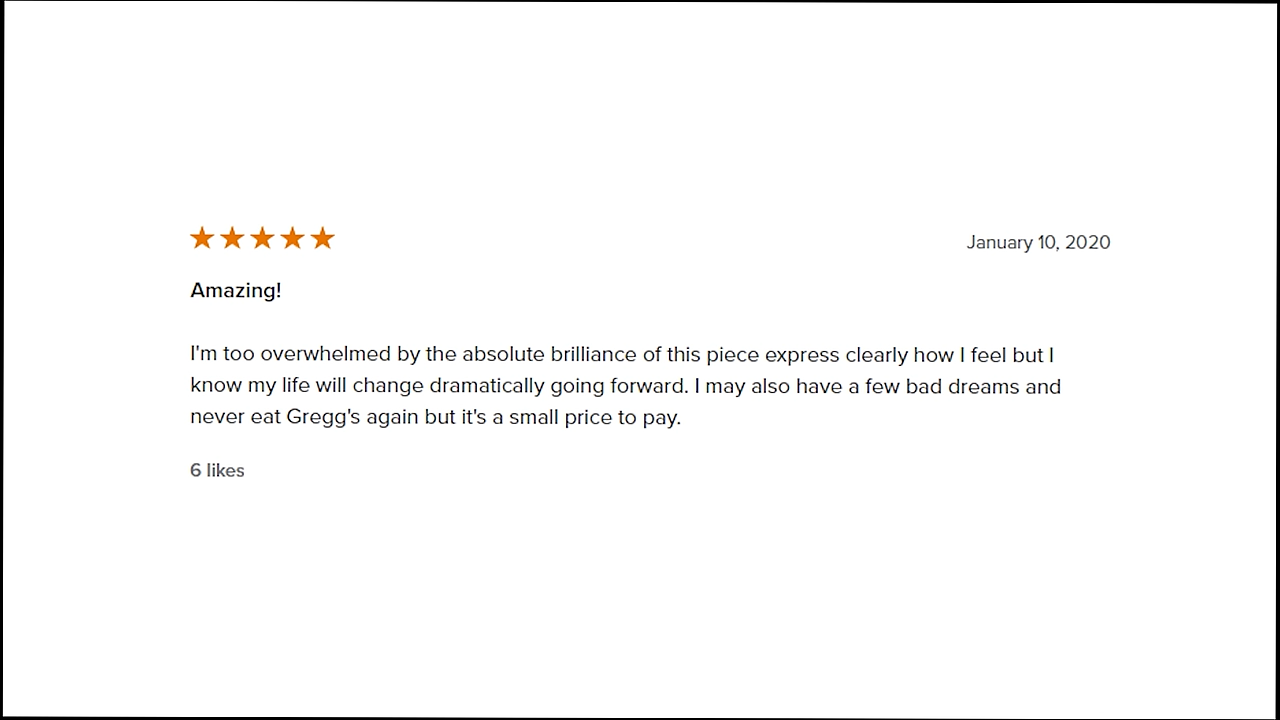 January 10, 2020
Amazing!
I'm too overwhelmed by the absolute brilliance of this piece express clearly how I feel but I
know my life will change dramatically going forward. I may also have a few bad dreams and
never eat Gregg's again but it's a small price to pay.
6 likes